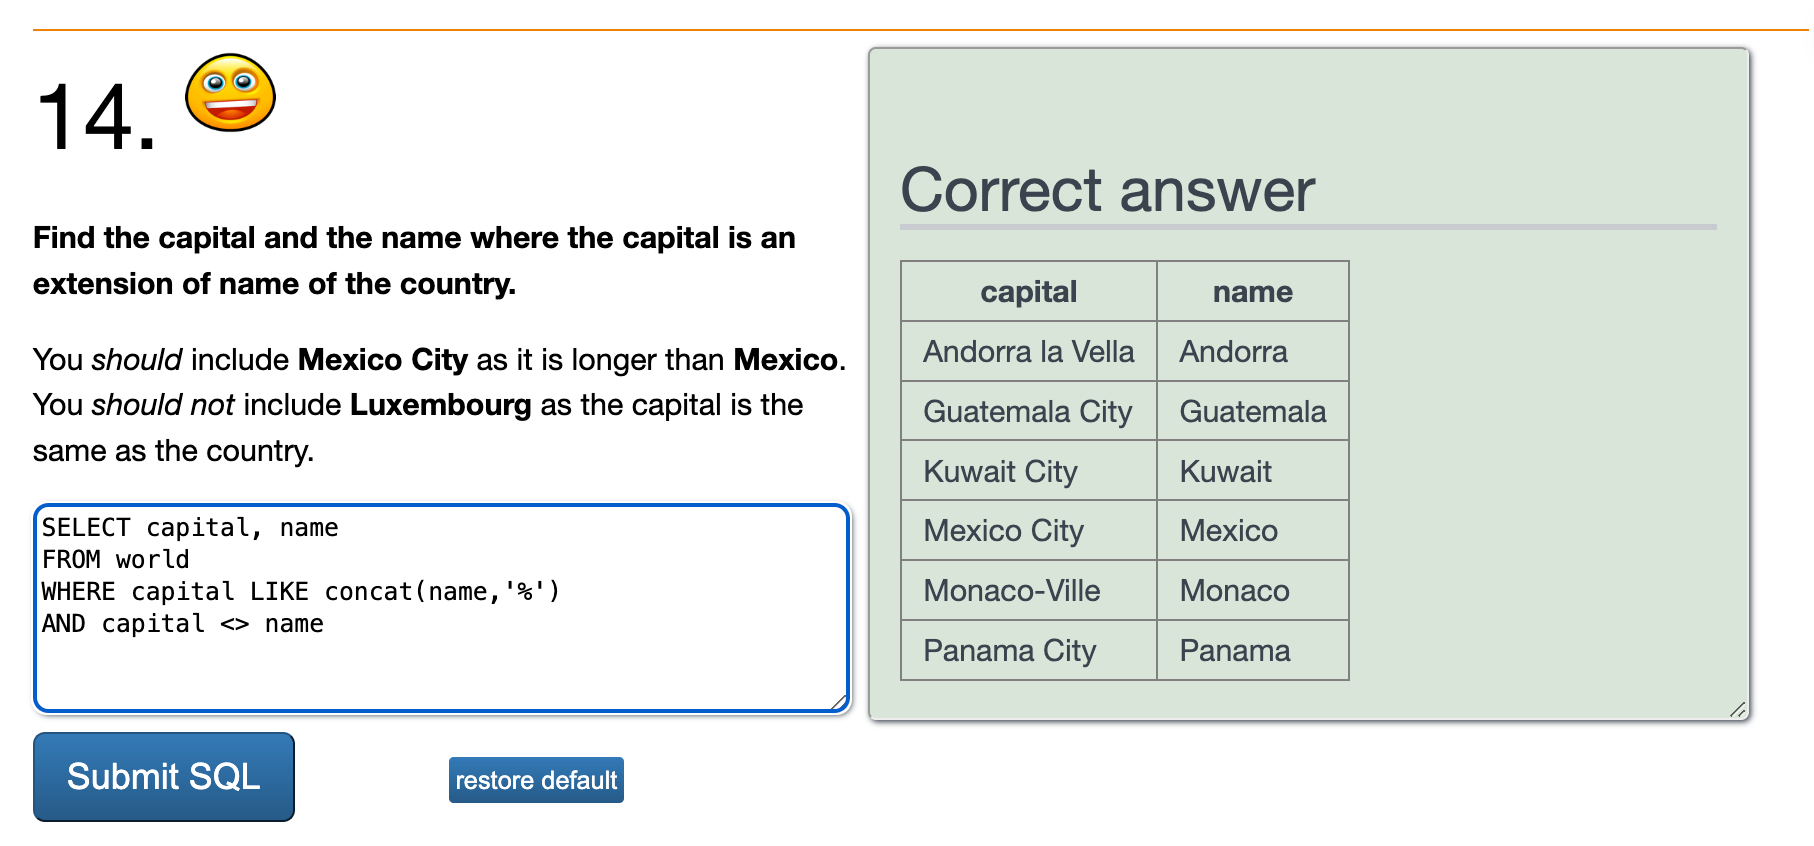 14.
Find the capital and the name where the capital is an
extension of name of the country.
You should include Mexico City as it is longer than Mexico.
You should not include Luxembourg as the capital is the
same as the country.
SELECT capital, name
FROM world
WHERE capital LIKE concat(name,'%')
AND capital <> name
Submit SQL
restore default
Correct answer
capital name
Andorra la Vella Andorra
Guatemala City Guatemala
Kuwait City Kuwait
Mexico City Mexico
Monaco-Ville Monaco
Panama City Panama